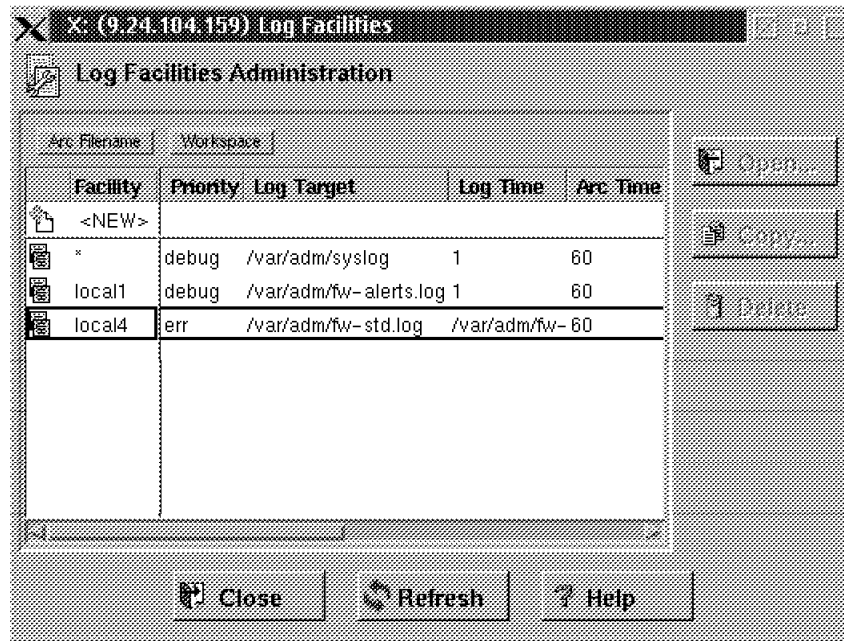 X: (9.24.104.159) Log Facilities
Log Facilities Administration
Arc Filename Workspace
Open...
Facility Priority Log Target Log Time Arc Time
<NEW>
Copy...
* debug /var/adm/syslog 1 60
local1 debug /var/adm/fw-alerts.log 1 60
Delete
local4 err /var/adm/fw-std.log /var/adm/fw- 60
Close Refresh ? Help